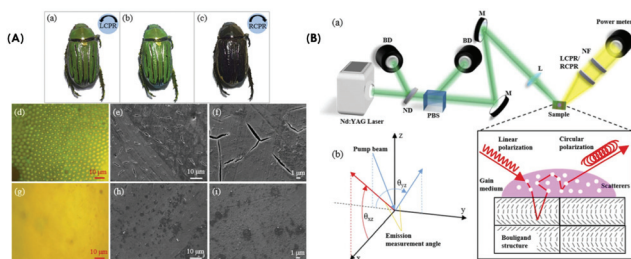 (A)
(a)
LCPR
(b)
(c)
RCPR
(d)
10 μm
(e)
10 μm
(f)
1 μm
(g)
10 μm
(h)
10 μm
(i)
1 μm
(B)
(a)
M
BD
BD
Power meter
NF
LCPR/
RCPR
L
Nd:YAG Laser
ND
PBS
M
Sample
(b)
z
Pump beam
θyz
θxz
y
Emission
measurement angle
x
Linear
polarization
Circular
polarization
Gain
medium
Scatterers
Bouligand
structure